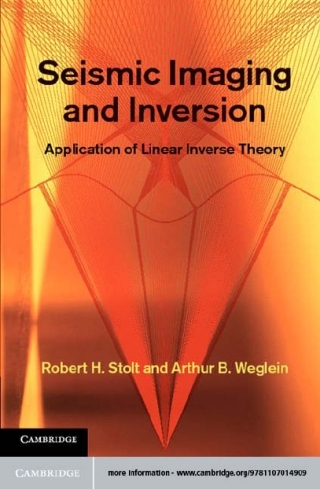 Seismic Imaging
and Inversion
Application of Linear Inverse Theory
Robert H. Stolt and Arthur B. Weglein
CAMBRIDGE
CAMBRIDGE
more information - www.cambridge.org/9781107014909